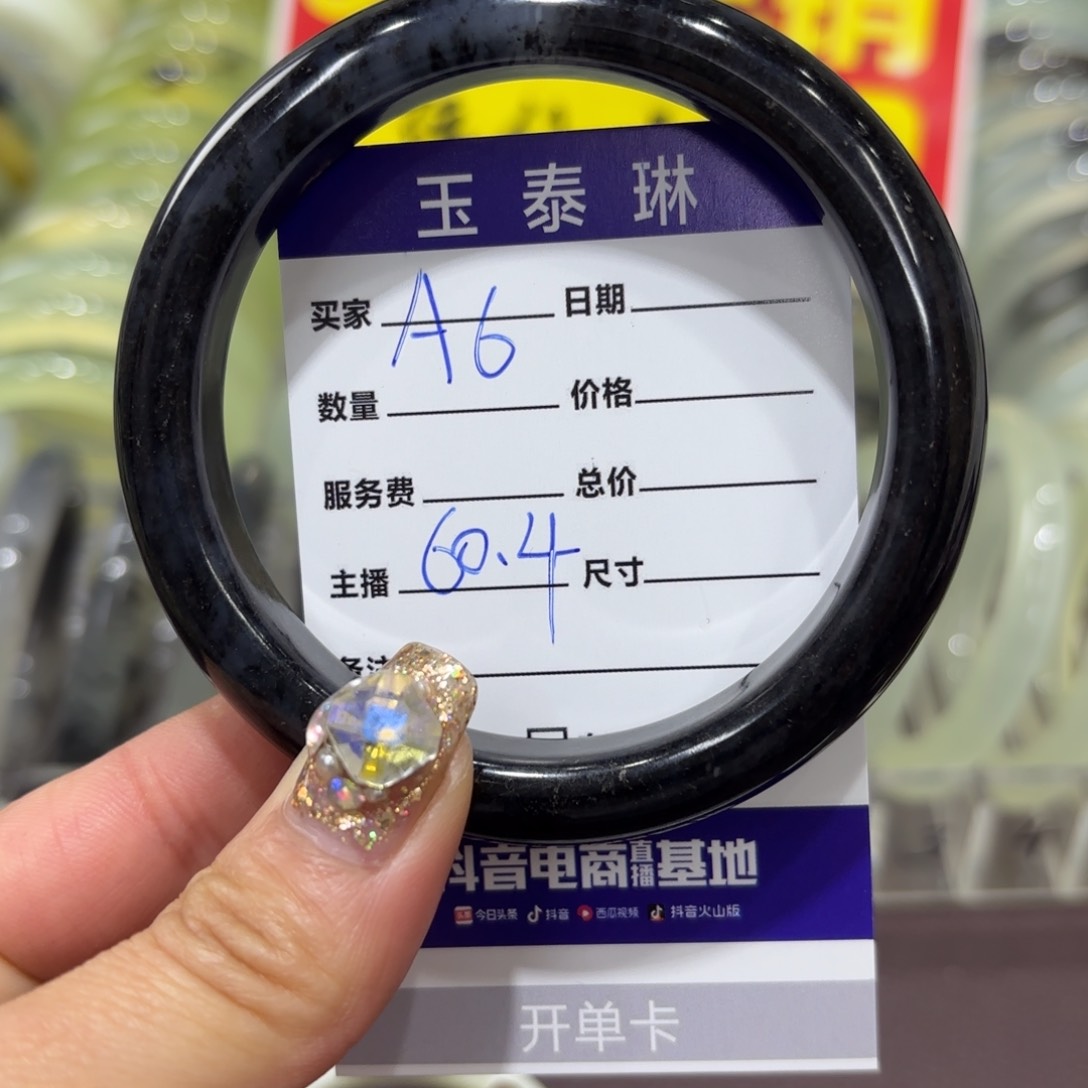 玉泰琳
买家 A6 日期
数量 价格
服务费 总价
主播 60.4 尺寸
抖音电商直播基地
今日头条 抖音 西瓜视频 抖音火山版
开单卡